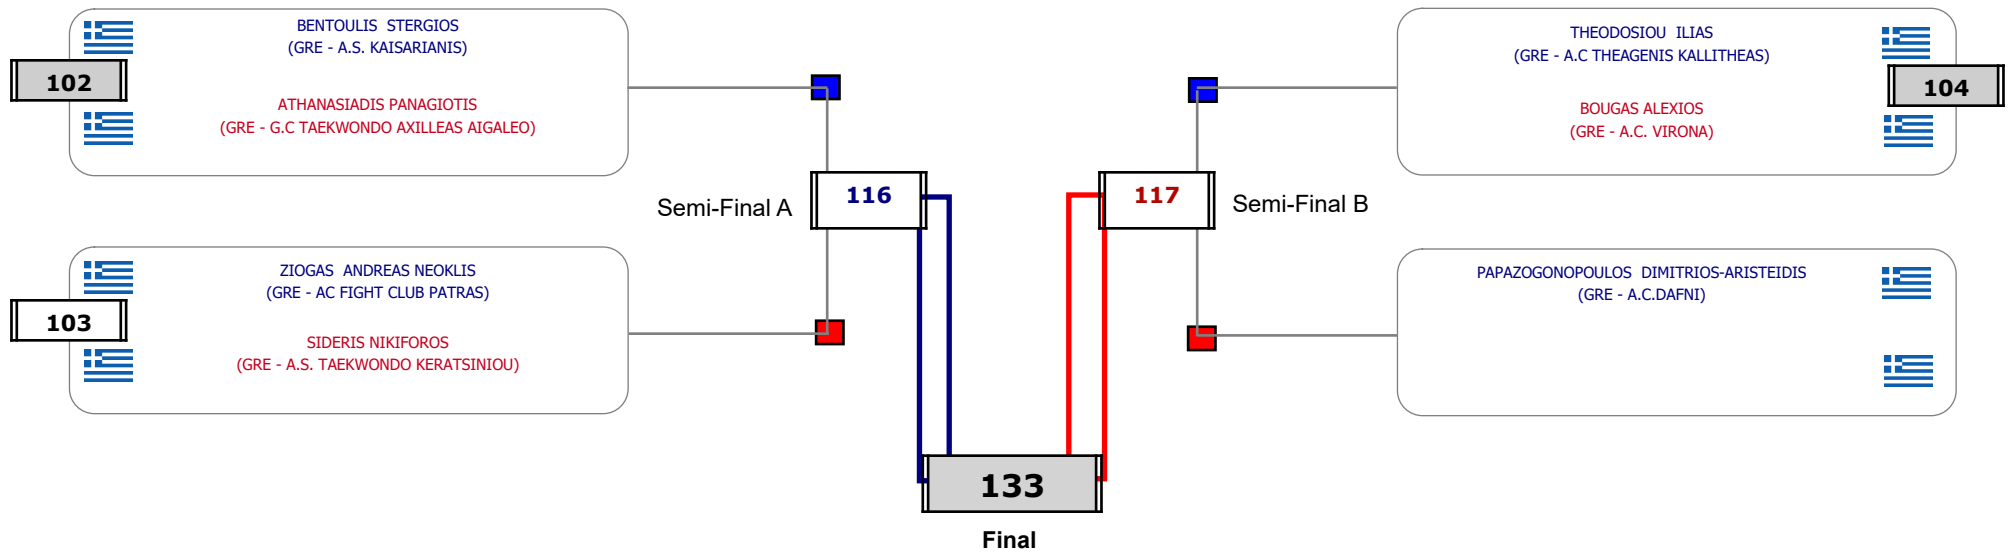 BENTOULIS STERGIOS
(GRE - A.S. KAISARIANIS)
102
ATHANASIADIS PANAGIOTIS
(GRE - G.C TAEKWONDO AXILLEAS AIGALEO)
THEODOSIOU ILIAS
(GRE - A.C THEAGENIS KALLITHEAS)
104
BOUGAS ALEXIOS
(GRE - A.C. VIRONA)
Semi-Final A
116
117
Semi-Final B
ZIOGAS ANDREAS NEOKLIS
(GRE - AC FIGHT CLUB PATRAS)
103
SIDERIS NIKIFOROS
(GRE - A.S. TAEKWONDO KERATSINIOU)
PAPAZOGONOPOULOS DIMITRIOS-ARISTEIDIS
(GRE - A.C.DAFNI)
133
Final